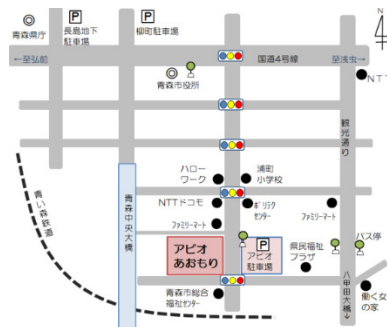 P
P
N
青森県庁
長島地下
駐車場
柳町駐車場
←至弘前
国道4号線
→至浅虫
NTT
青森市役所
観光通り
ハロー
ワーク
浦町
小学校
青い森鉄道
青森中央大橋
NTTドコモ
ポリテク
センター
ファミリーマート
ファミリーマート
アピオ
あおもり
P
アピオ
駐車場
県民福祉
プラザ
バス停
青森市総合
福祉センター
八甲田大橋→
働く女
の家